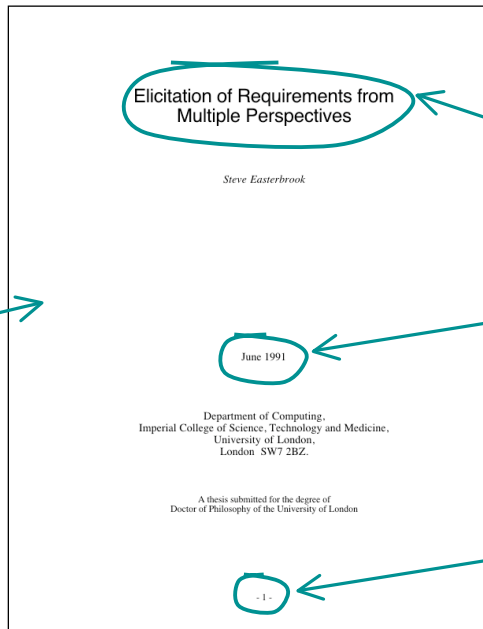 Elicitation of Requirements from
Multiple Perspectives
Steve Easterbrook
June 1991
Department of Computing,
Imperial College of Science, Technology and Medicine,
University of London,
London SW7 2BZ.
A thesis submitted for the degree of
Doctor of Philosophy of the University of London
- 1 -